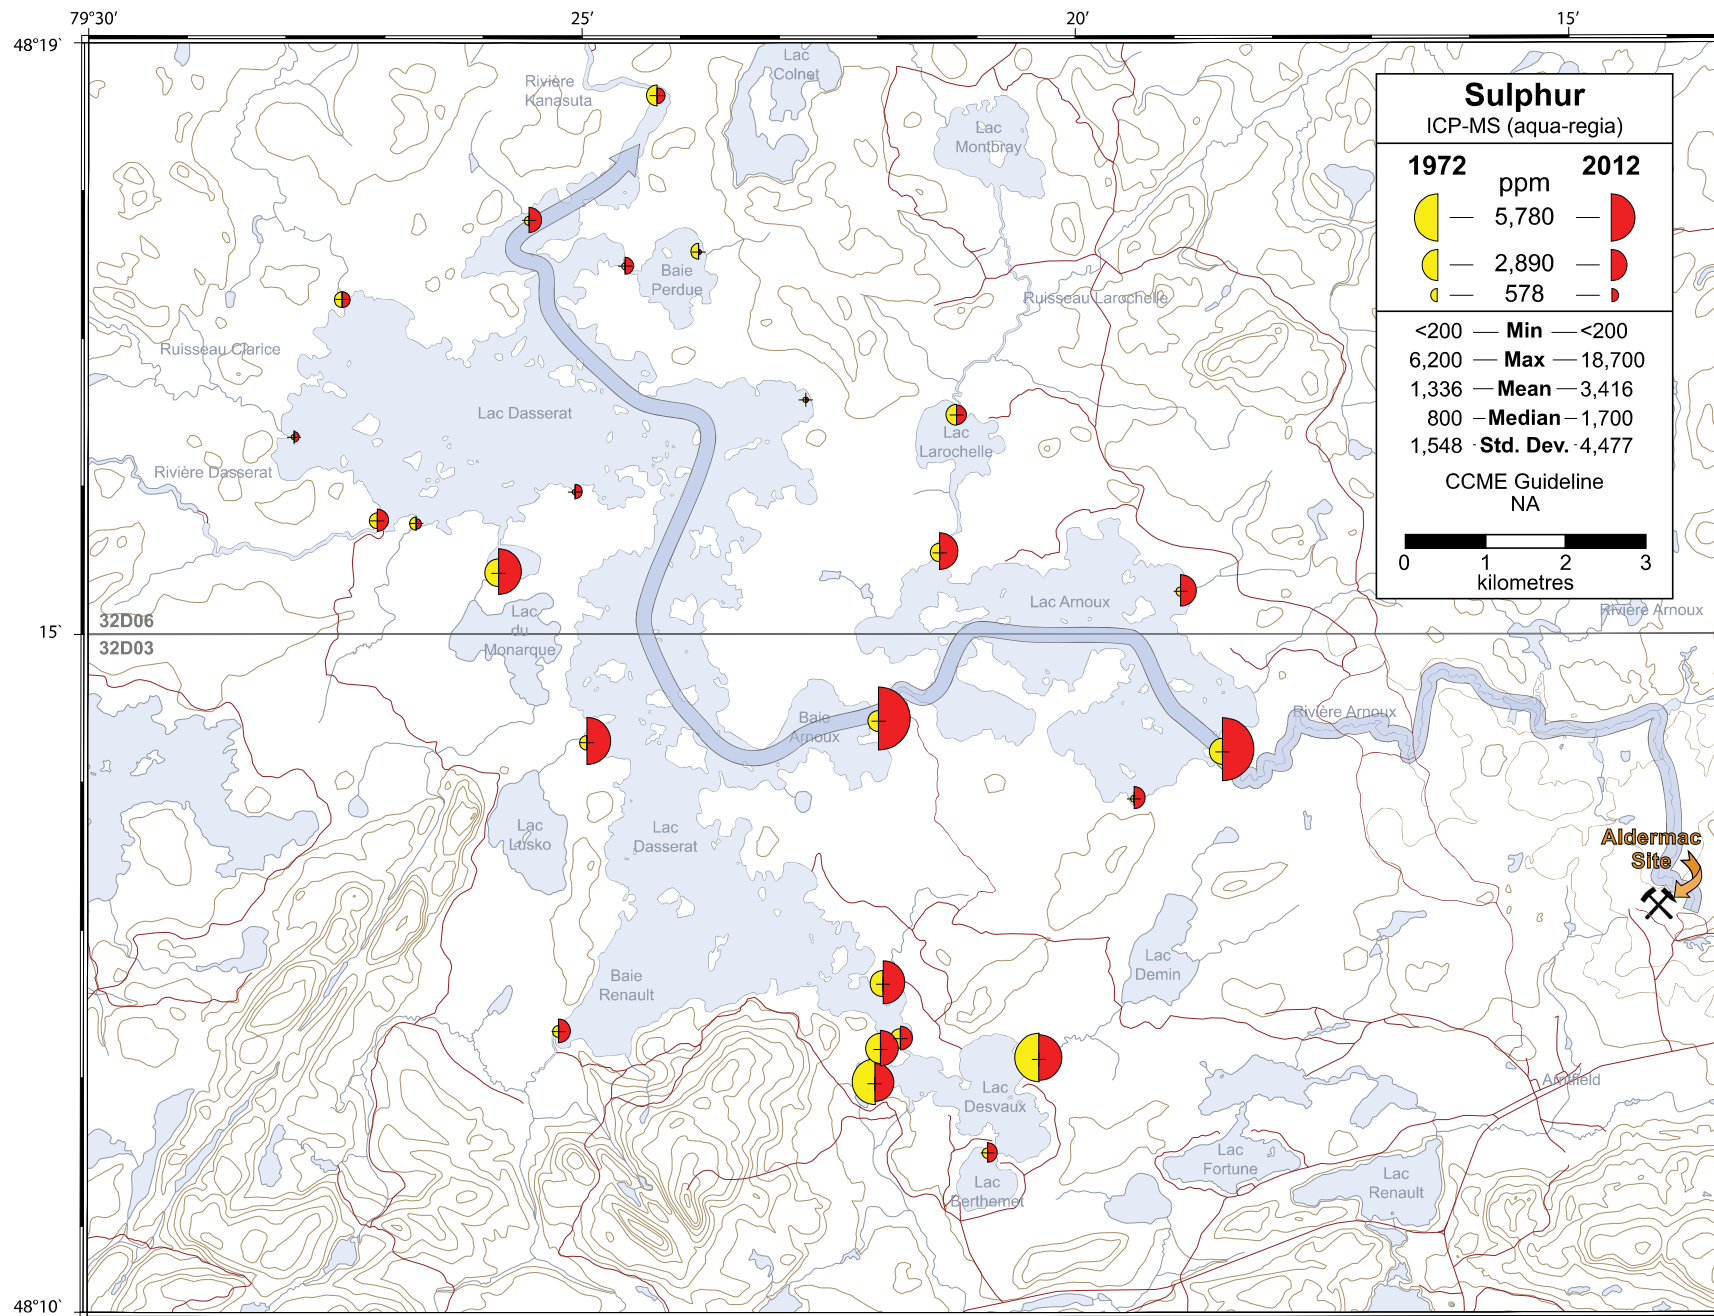 79°30′
25′
20′
15′
48°19`
15`
48°10`
Sulphur
ICP-MS (aqua-regia)
1972
2012
ppm
5,780
2,890
578
<200 — Min — <200
6,200 — Max — 18,700
1,336 — Mean — 3,416
800 — Median — 1,700
1,548 - Std. Dev. - 4,477
CCME Guideline
NA
0 1 2 3
kilometres
Rivière
Kanasuta
Lac
Colnet
Lac
Montbray
Baie
Perdue
Ruisseau Larochelle
Ruisseau Clarice
Lac Dasserat
Lac
Larochelle
Rivière Dasserat
Lac Arnoux
Rivière Arnoux
32D06
32D03
Lac
du
Monarque
Baie
Arnoux
Rivière Arnoux
Lac
Lusko
Lac
Dasserat
Aldermac
Site
Baie
Renault
Lac
Demin
Lac
Desvaux
Arntfield
Lac
Fortune
Lac
Renault
Lac
Berthemet